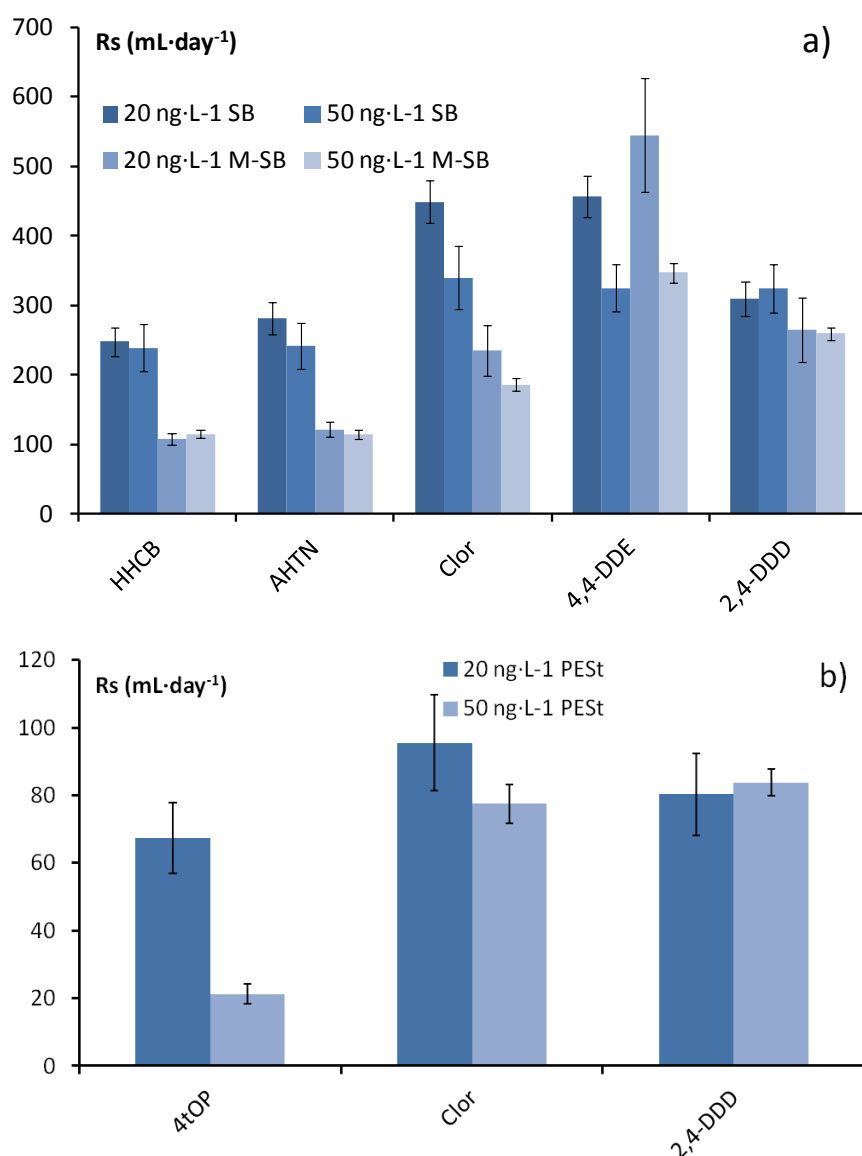 700
Rs (mL·day⁻¹)
a)
600
20 ng·L-1 SB
50 ng·L-1 SB
20 ng·L-1 M-SB
50 ng·L-1 M-SB
500
400
300
200
100
0
HHCB
AHTN
Clor
4,4-DDE
2,4-DDD
120
Rs (mL·day⁻¹)
20 ng·L-1 PESt
b)
50 ng·L-1 PESt
100
80
60
40
20
0
4tOP
Clor
2,4-DDD